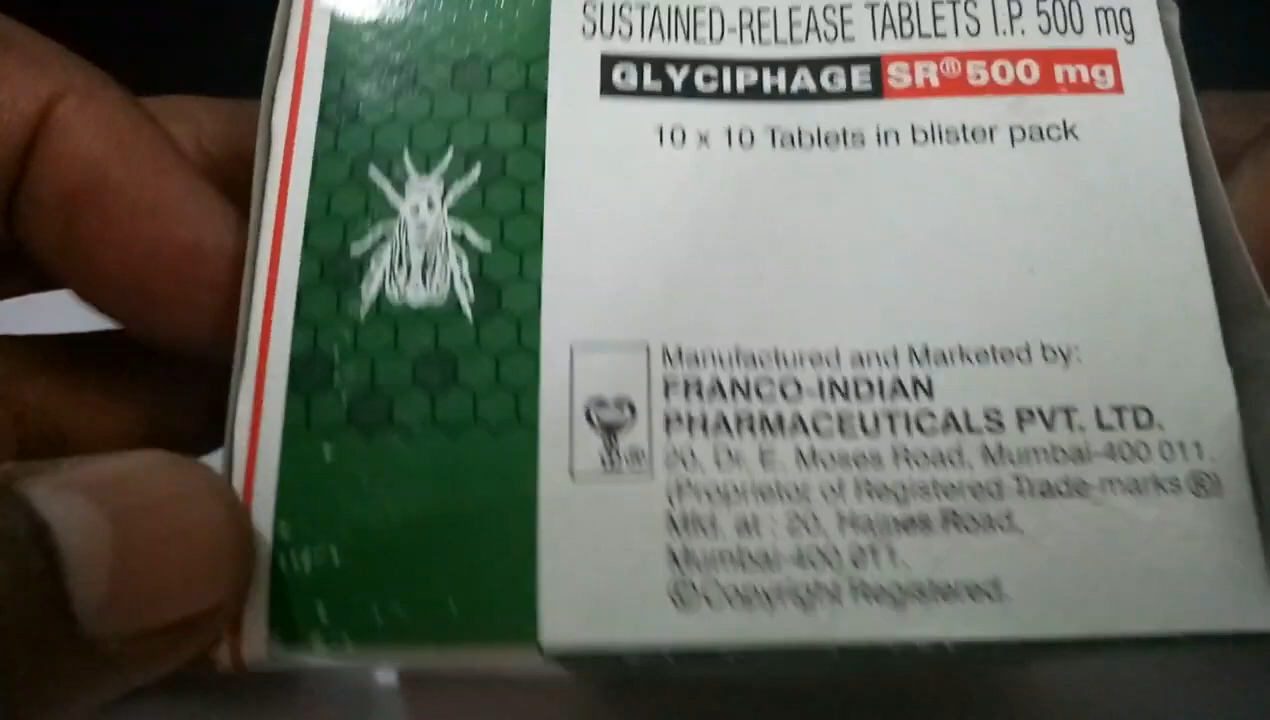 SUSTAINED-RELEASE TABLETS I.P. 500 mg
GLYCIPHAGE SR® 500 mg
10 x 10 Tablets in blister pack
Manufactured and Marketed by:
FRANCO-INDIAN
PHARMACEUTICALS PVT. LTD.
20, Dr. E. Moses Road, Mumbai-400 011.
(Proprietor of Registered Trade-marks ®)
Mfd. at : 20, Haines Road,
Mumbai-400 011.
©Copyright Registered.